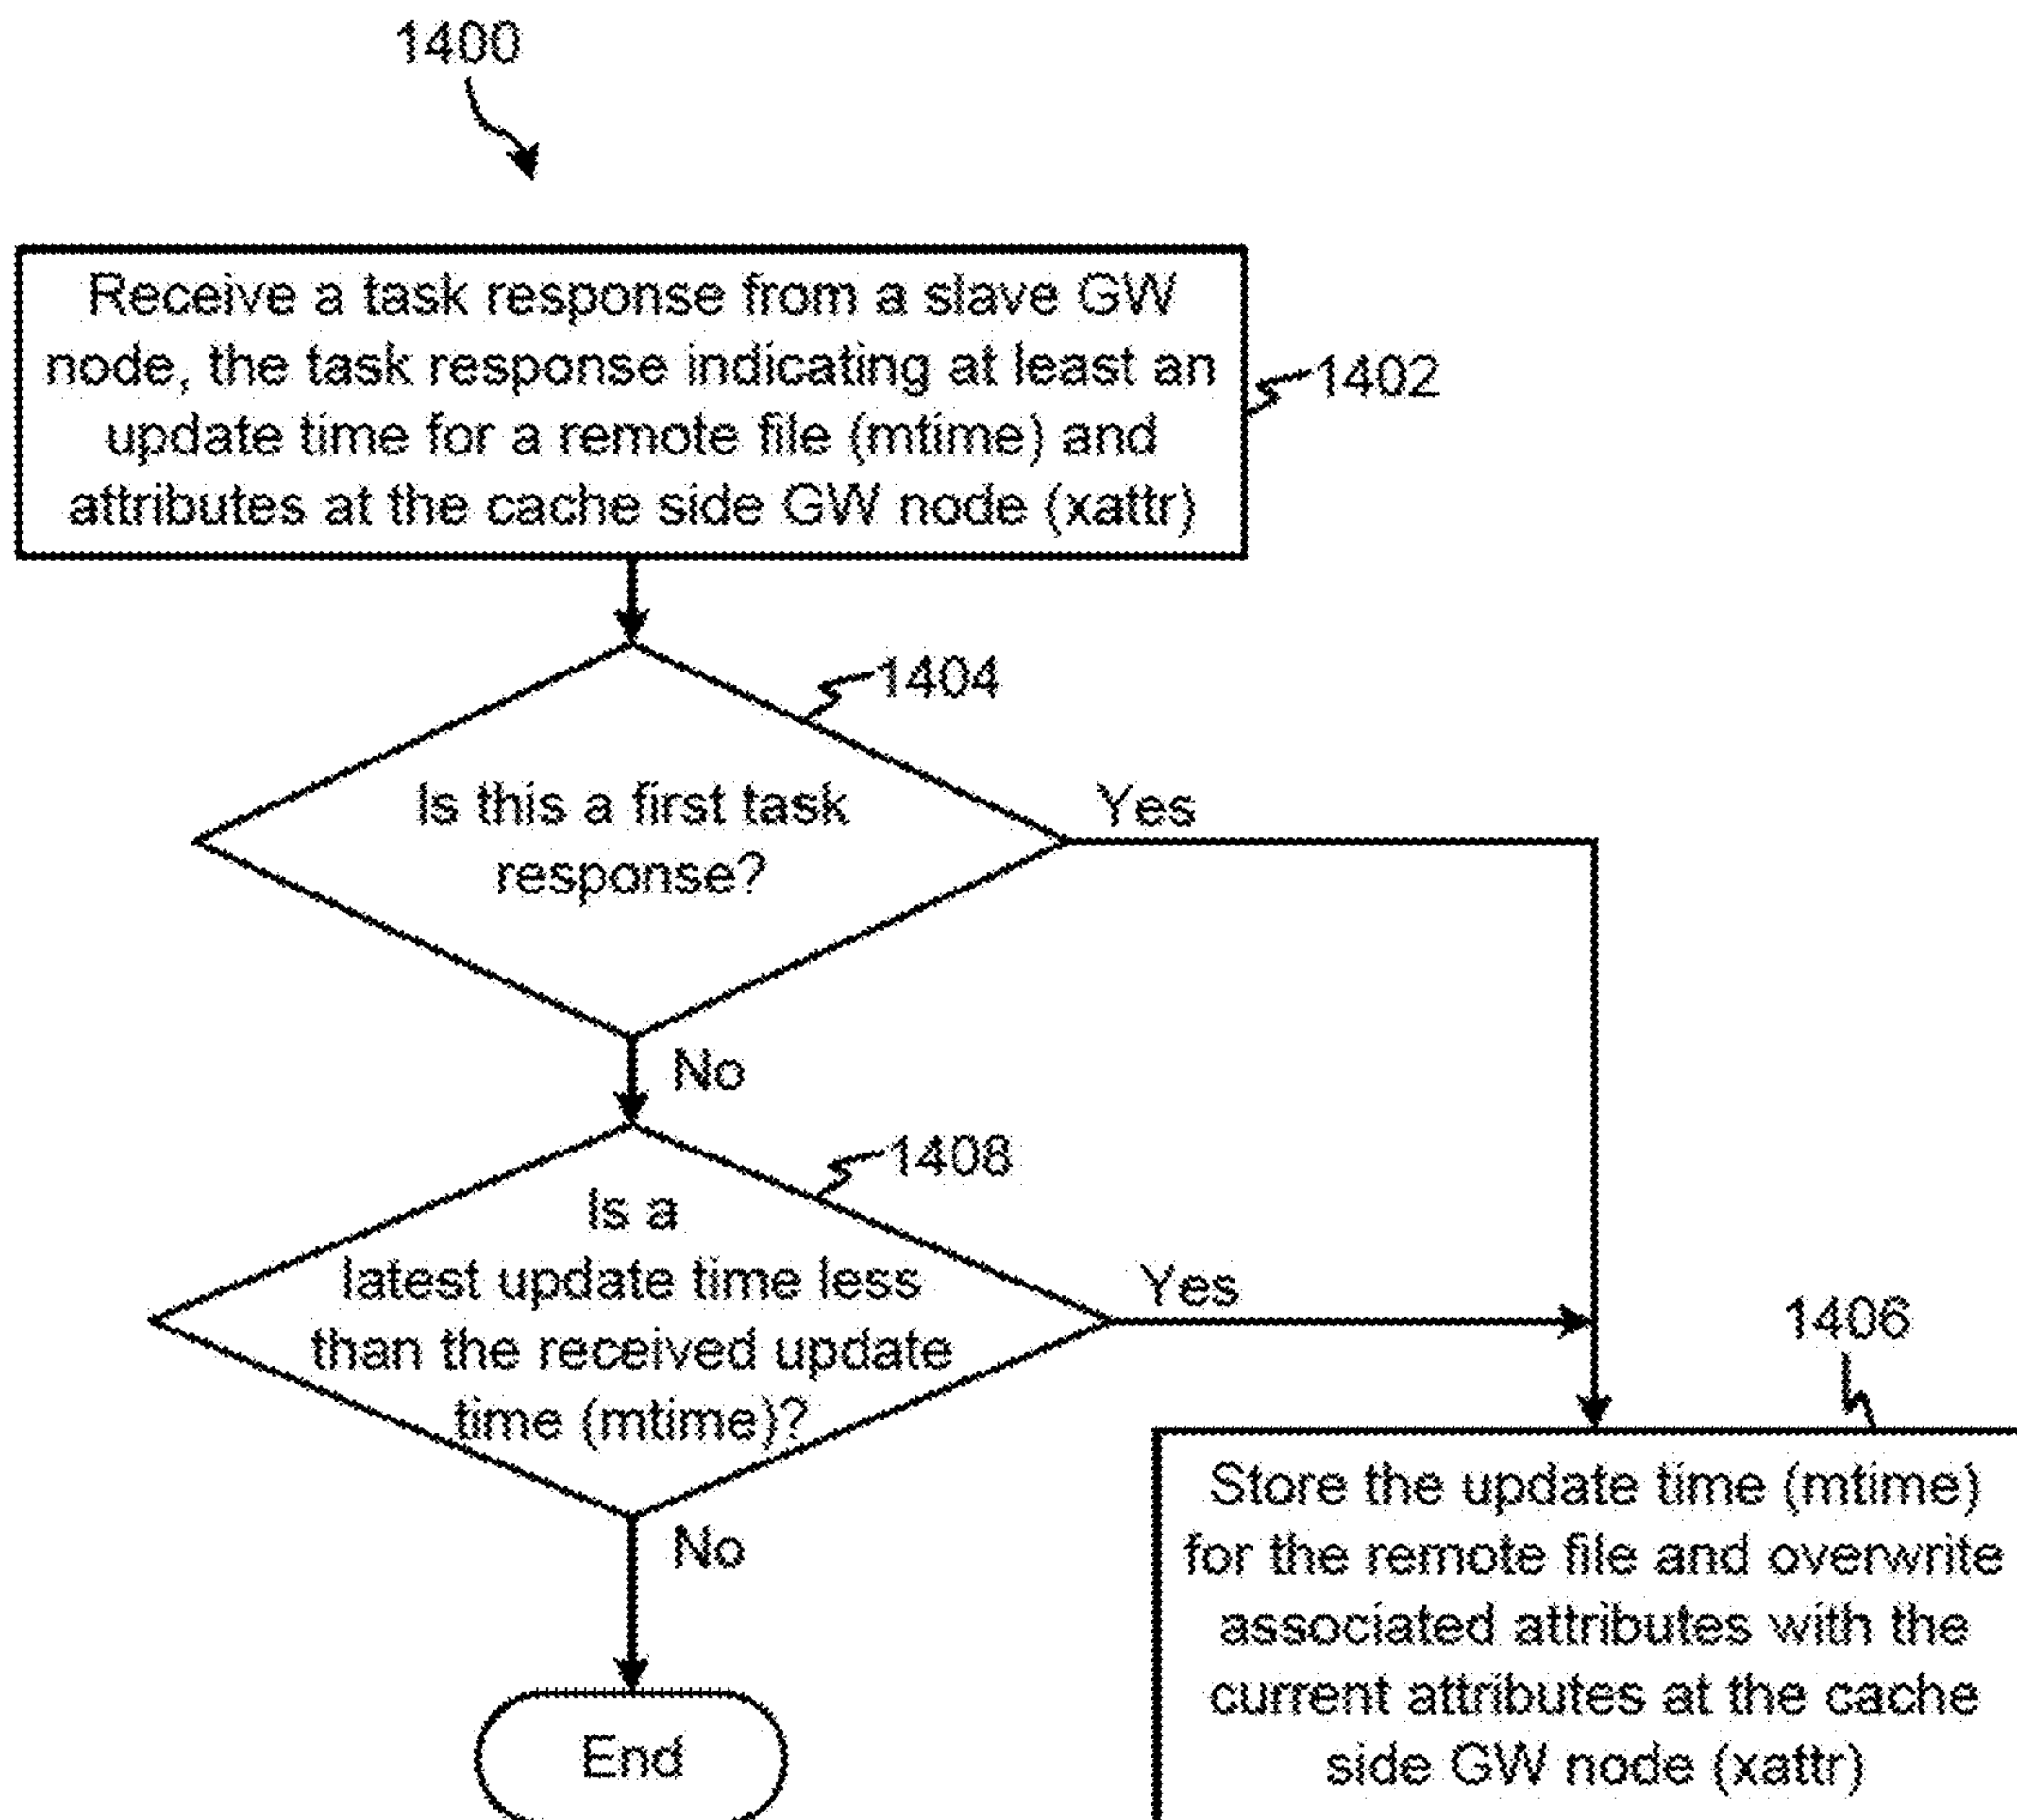 1400
Receive a task response from a slave GW
node, the task response indicating at least an
update time for a remote file (mtime) and
attributes at the cache side GW node (xattr)
1402
1404
Is this a first task
response?
Yes
No
1408
Is a
latest update time less
than the received update
time (mtime)?
Yes
1406
Store the update time (mtime)
for the remote file and overwrite
associated attributes with the
current attributes at the cache
side GW node (xattr)
No
End